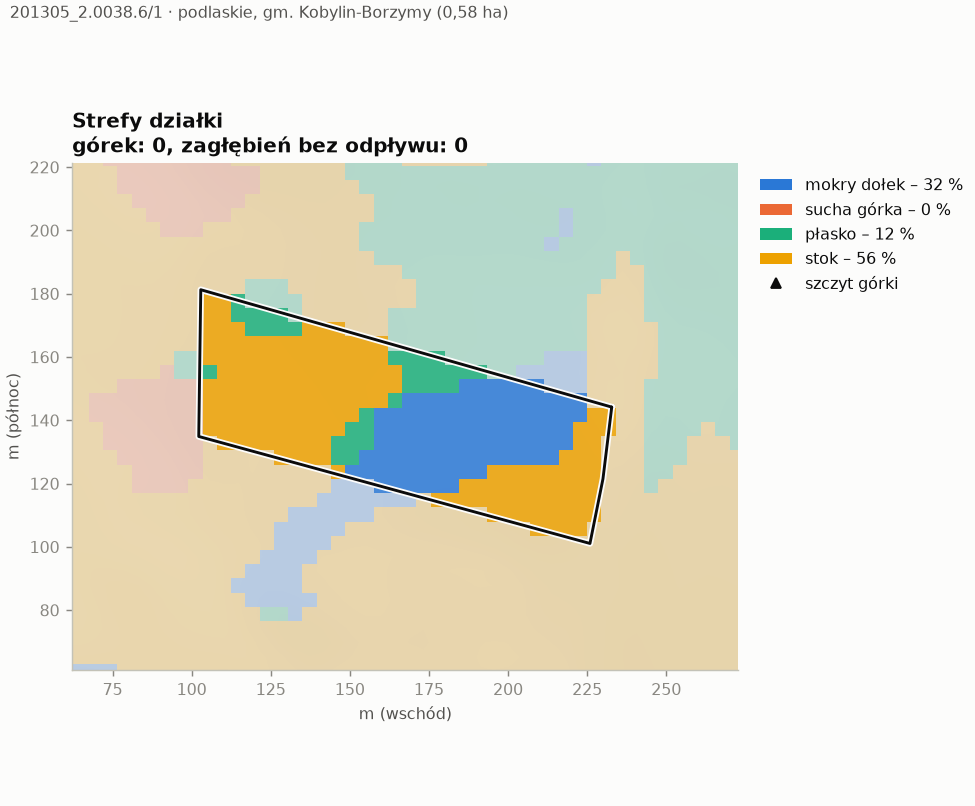 201305_2.0038.6/1 · podlaskie, gm. Kobylin-Borzymy (0,58 ha)
Strefy działki
górek: 0, zagłębień bez odpływu: 0
mokry dołek – 32 %
sucha górka – 0 %
płasko – 12 %
stok – 56 %
szczyt górki
220
200
180
160
140
120
100
80
m (północ)
75
100
125
150
175
200
225
250
m (wschód)